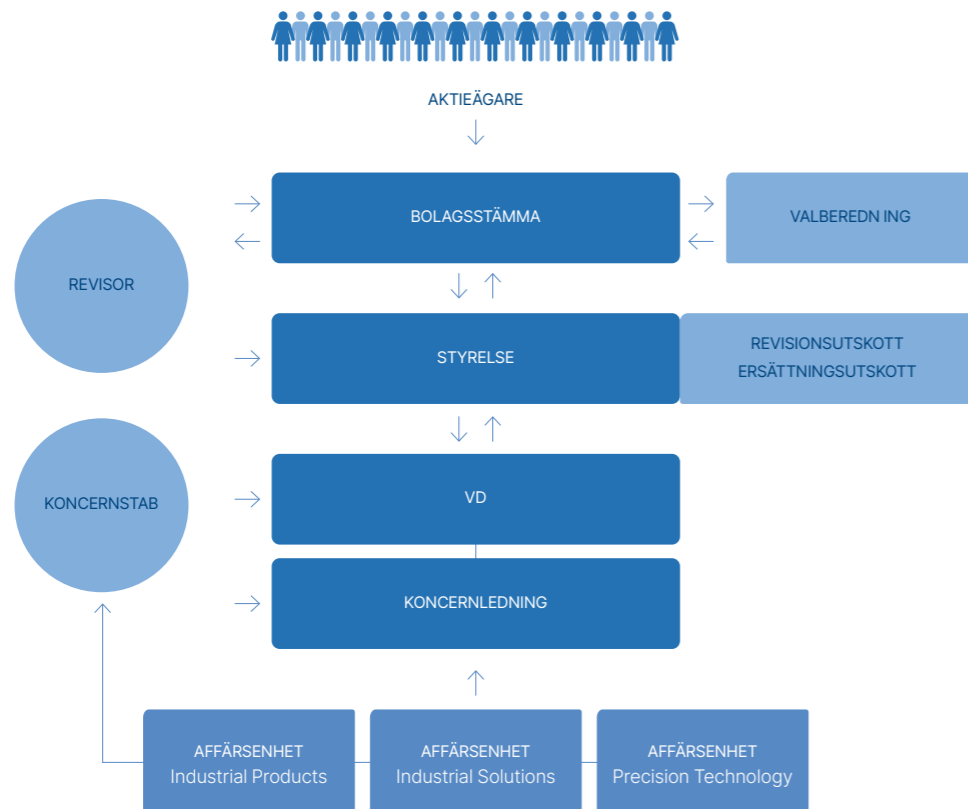 AKTIEÄGARE
BOLAGSSTÄMMA
VALBEREDN ING
REVISOR
STYRELSE
REVISIONSUTSKOTT
ERSÄTTNINGSUTSKOTT
KONCERNSTAB
VD
KONCERNLEDNING
AFFÄRSENHET
Industrial Products
AFFÄRSENHET
Industrial Solutions
AFFÄRSENHET
Precision Technology